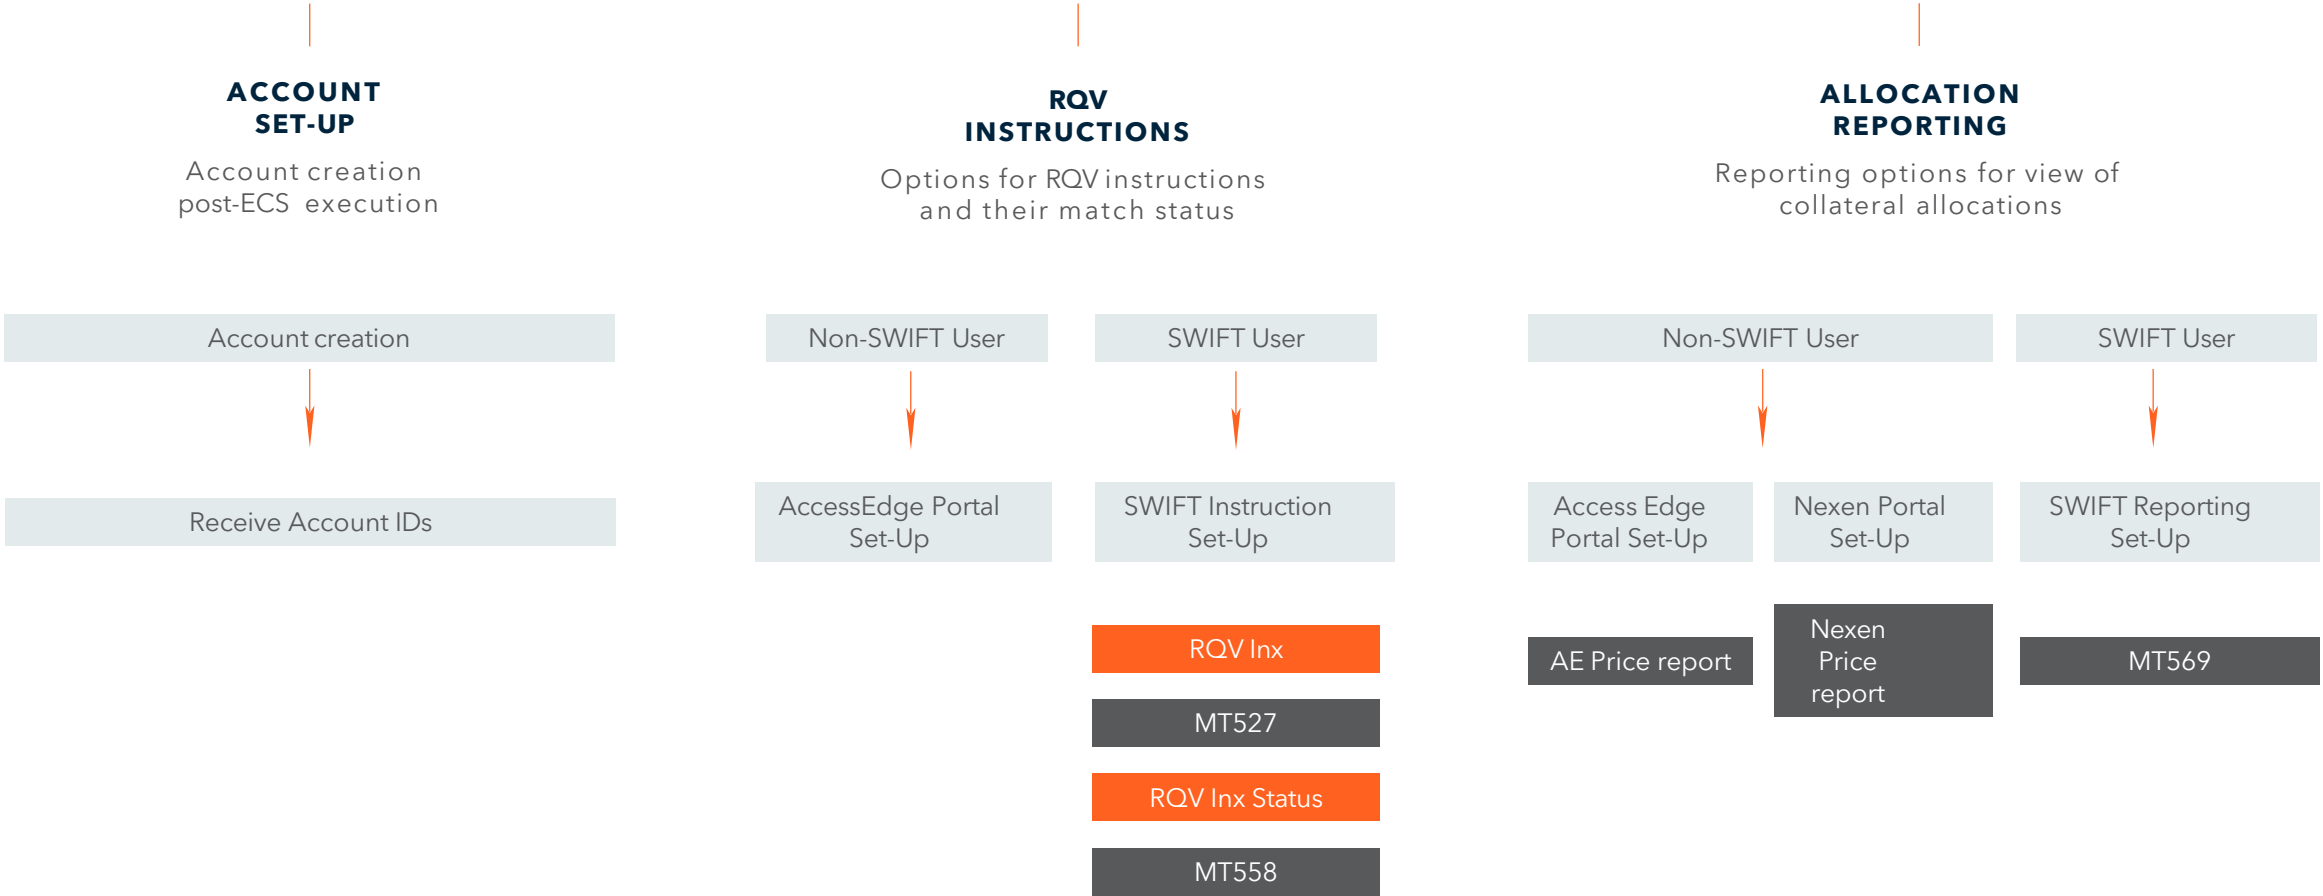 ACCOUNT
SET-UP
Account creation
post-ECS execution
Account creation
Receive Account IDs
RQV
INSTRUCTIONS
Options for RQV instructions
and their match status
Non-SWIFT User
SWIFT User
AccessEdge Portal
Set-Up
SWIFT Instruction
Set-Up
RQV Inx
MT527
RQV Inx Status
MT558
ALLOCATION
REPORTING
Reporting options for view of
collateral allocations
Non-SWIFT User
SWIFT User
Access Edge
Portal Set-Up
Nexen Portal
Set-Up
SWIFT Reporting
Set-Up
AE Price report
Nexen
Price
report
MT569